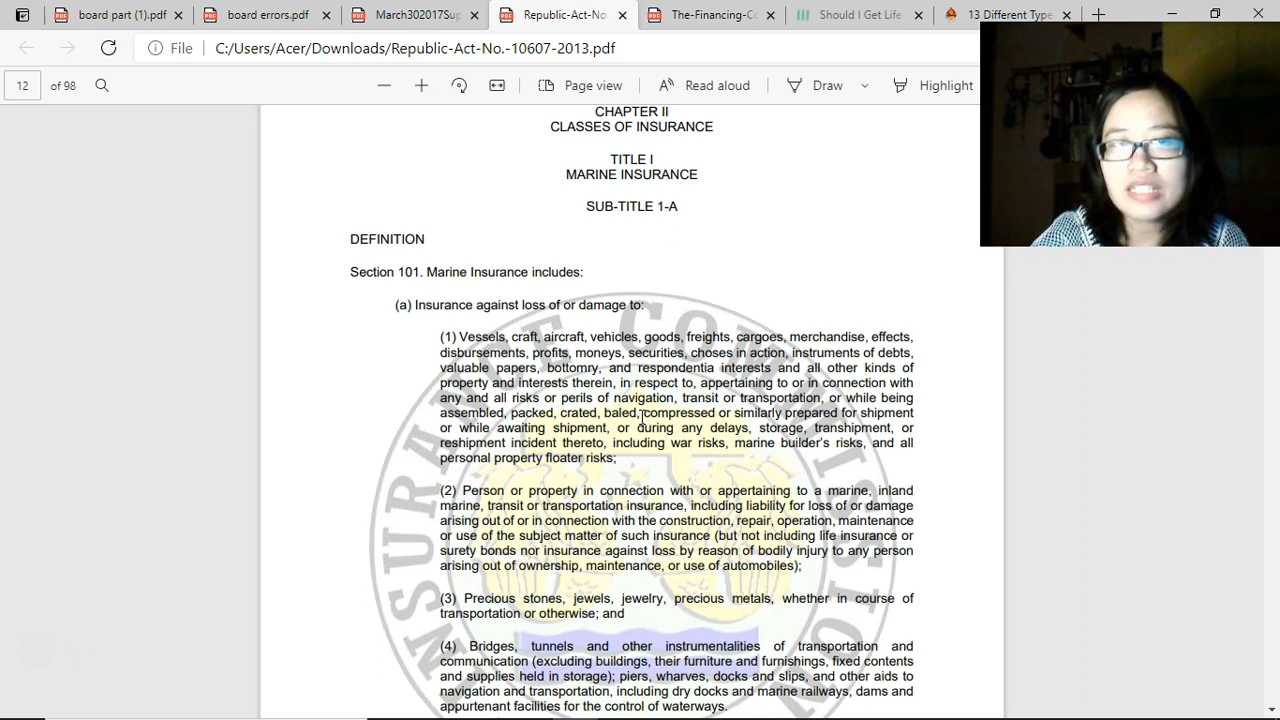 board part (1).pdf
board errors.pdf
March302017Sup
Republic-Act-No.
The-Financing-Co
Should I Get Life
13 Different Type
File
C:/Users/Acer/Downloads/Republic-Act-No.-10607-2013.pdf
12 of 98
Page view
Read aloud
Draw
Highlight
CHAPTER II
CLASSES OF INSURANCE
TITLE I
MARINE INSURANCE
SUB-TITLE 1-A
DEFINITION
Section 101. Marine Insurance includes:
(a) Insurance against loss of or damage to:
(1) Vessels, craft, aircraft, vehicles, goods, freights, cargoes, merchandise, effects,
disbursements, profits, moneys, securities, choses in action, instruments of debts,
valuable papers, bottomry, and respondentia interests and all other kinds of
property and interests therein, in respect to, appertaining to or in connection with
any and all risks or perils of navigation, transit or transportation, or while being
assembled, packed, crated, baled, compressed or similarly prepared for shipment
or while awaiting shipment, or during any delays, storage, transhipment, or
reshipment incident thereto, including war risks, marine builder's risks, and all
personal property floater risks;
(2) Person or property in connection with or appertaining to a marine, inland
marine, transit or transportation insurance, including liability for loss of or damage
arising out of or in connection with the construction, repair, operation, maintenance
or use of the subject matter of such insurance (but not including life insurance or
surety bonds nor insurance against loss by reason of bodily injury to any person
arising out of ownership, maintenance, or use of automobiles);
(3) Precious stones, jewels, jewelry, precious metals, whether in course of
transportation or otherwise; and
(4) Bridges, tunnels and other instrumentalities of transportation and
communication (excluding buildings, their furniture and furnishings, fixed contents
and supplies held in storage); piers, wharves, docks and slips, and other aids to
navigation and transportation, including dry docks and marine railways, dams and
appurtenant facilities for the control of waterways.
INSURANCE COMMISSION